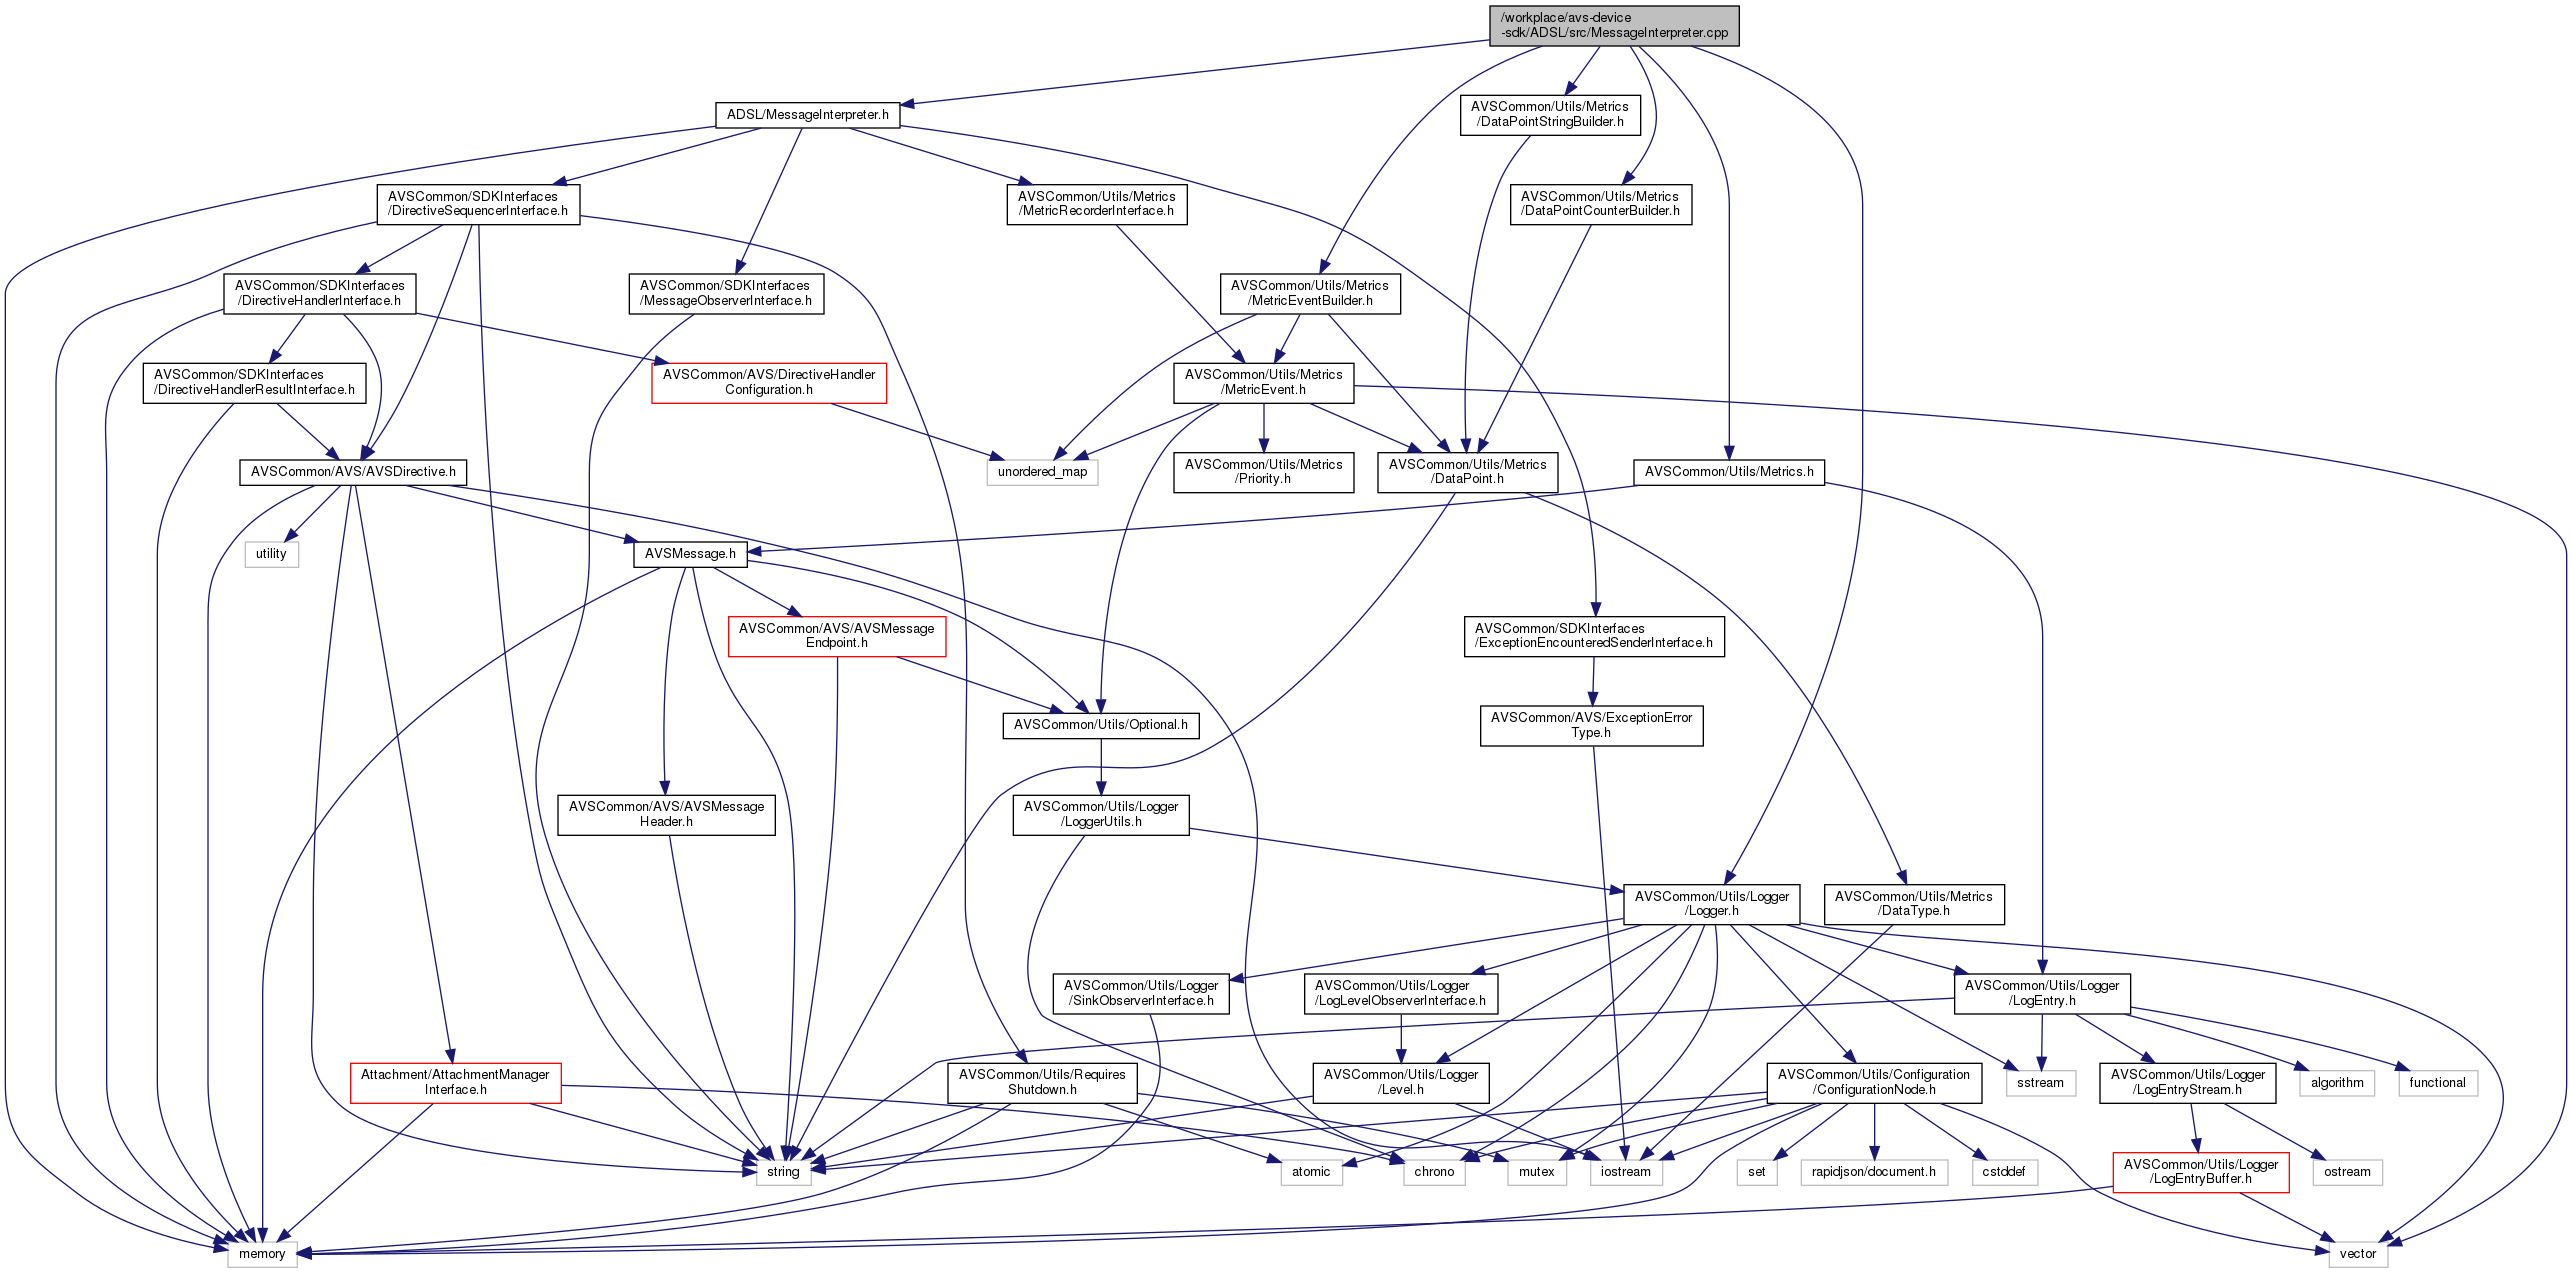 /workplace/avs-device
-sdk/ADSL/src/MessageInterpreter.cpp
ADSL/MessageInterpreter.h
AVSCommon/Utils/Metrics
/DataPointStringBuilder.h
AVSCommon/SDKInterfaces
/DirectiveSequencerInterface.h
AVSCommon/Utils/Metrics
/MetricRecorderInterface.h
AVSCommon/Utils/Metrics
/DataPointCounterBuilder.h
AVSCommon/SDKInterfaces
/DirectiveHandlerInterface.h
AVSCommon/SDKInterfaces
/MessageObserverInterface.h
AVSCommon/Utils/Metrics
/MetricEventBuilder.h
AVSCommon/SDKInterfaces
/DirectiveHandlerResultInterface.h
AVSCommon/AVS/DirectiveHandler
Configuration.h
AVSCommon/Utils/Metrics
/MetricEvent.h
AVSCommon/AVS/AVSDirective.h
unordered_map
AVSCommon/Utils/Metrics
/Priority.h
AVSCommon/Utils/Metrics
/DataPoint.h
AVSCommon/Utils/Metrics.h
utility
AVSMessage.h
AVSCommon/AVS/AVSMessage
Endpoint.h
AVSCommon/SDKInterfaces
/ExceptionEncounteredSenderInterface.h
AVSCommon/Utils/Optional.h
AVSCommon/AVS/ExceptionError
Type.h
AVSCommon/AVS/AVSMessage
Header.h
AVSCommon/Utils/Logger
/LoggerUtils.h
AVSCommon/Utils/Logger
/Logger.h
AVSCommon/Utils/Metrics
/DataType.h
AVSCommon/Utils/Logger
/SinkObserverInterface.h
AVSCommon/Utils/Logger
/LogLevelObserverInterface.h
AVSCommon/Utils/Logger
/LogEntry.h
Attachment/AttachmentManager
Interface.h
AVSCommon/Utils/Requires
Shutdown.h
AVSCommon/Utils/Logger
/Level.h
AVSCommon/Utils/Configuration
/ConfigurationNode.h
sstream
AVSCommon/Utils/Logger
/LogEntryStream.h
algorithm
functional
string
atomic
chrono
mutex
iostream
set
rapidjson/document.h
cstddef
AVSCommon/Utils/Logger
/LogEntryBuffer.h
ostream
memory
vector